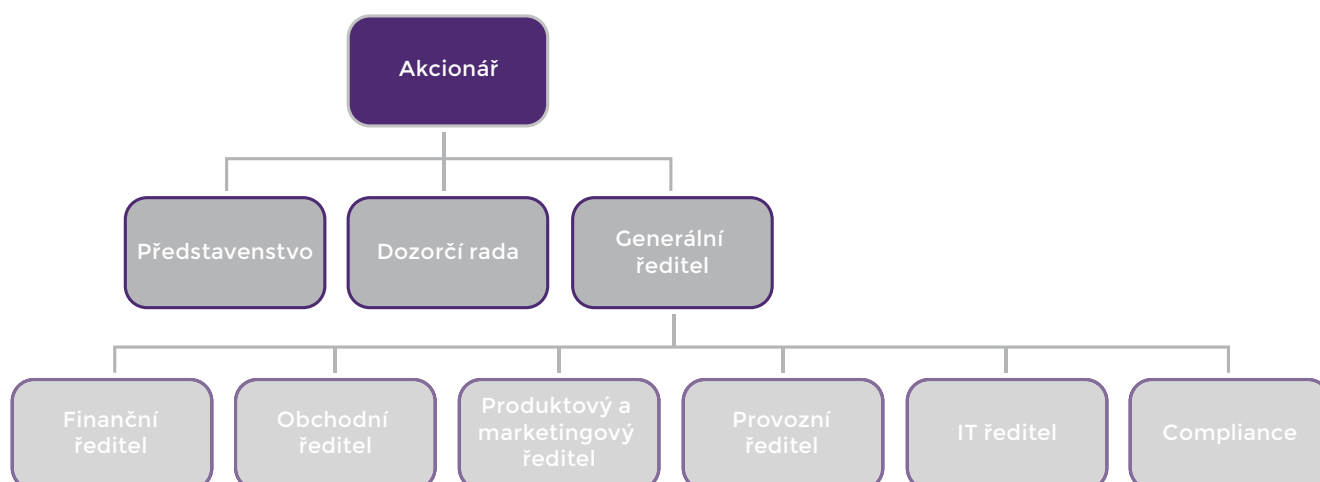 Akcionář
Představenstvo
Dozorčí rada
Generální
ředitel
Finanční
ředitel
Obchodní
ředitel
Produktový a
marketingový
ředitel
Provozní
ředitel
IT ředitel
Compliance